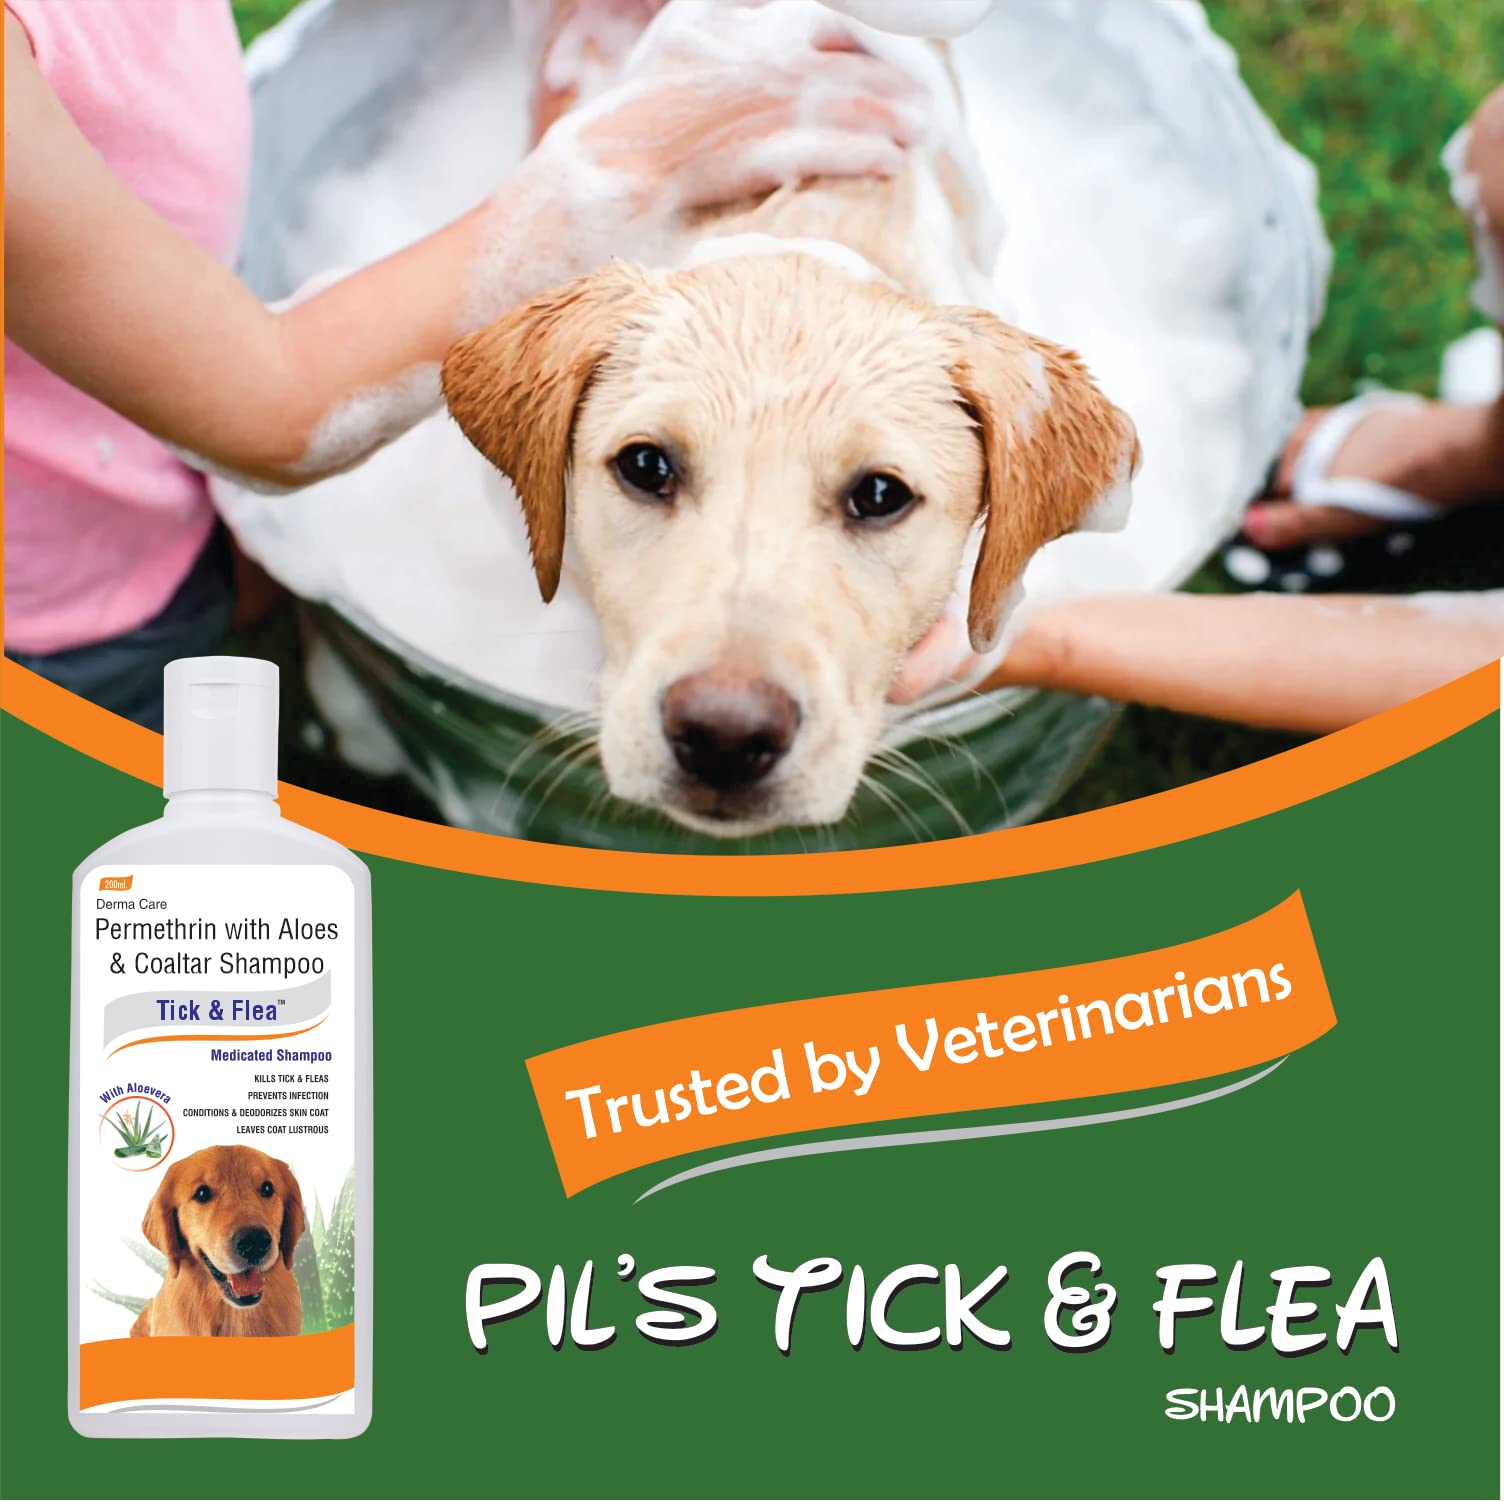 200ml.
Derma Care
Permethrin with Aloes
& Coaltar Shampoo
Tick & Flea™
Medicated Shampoo
KILLS TICK & FLEAS
PREVENTS INFECTION
CONDITIONS & DEODORIZES SKIN COAT
LEAVES COAT LUSTROUS
With Aloevera
Trusted by Veterinarians
PIL'S TICK & FLEA
SHAMPOO